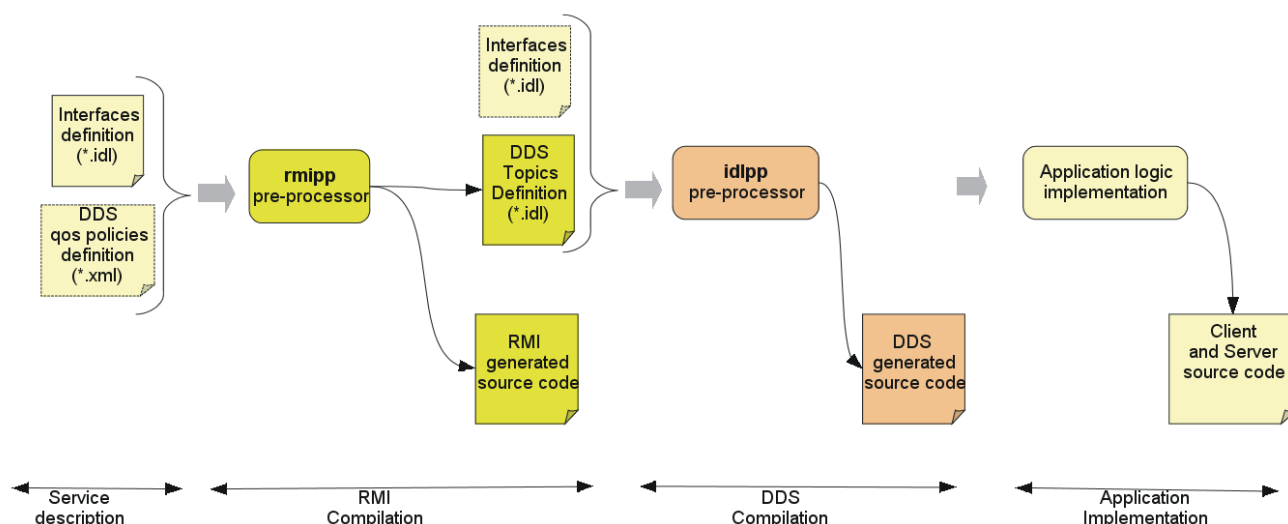 Interfaces
definition
(*.idl)
DDS
qos policies
definition
(*.xml)
rmipp
pre-processor
Interfaces
definition
(*.idl)
DDS
Topics
Definition
(*.idl)
RMI
generated
source code
idlpp
pre-processor
DDS
generated
source code
Application logic
implementation
Client
and Server
source code
Service
description
RMI
Compilation
DDS
Compilation
Application
Implementation